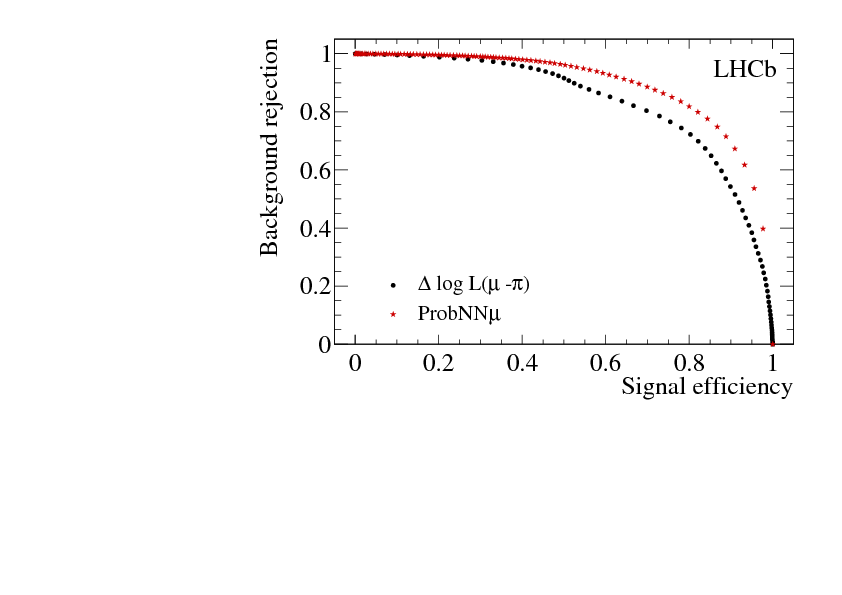 Background rejection
1
0.8
0.6
0.4
0.2
0
LHCb
Δ log L(μ -π)
ProbNNμ
0 0.2 0.4 0.6 0.8 1
Signal efficiency